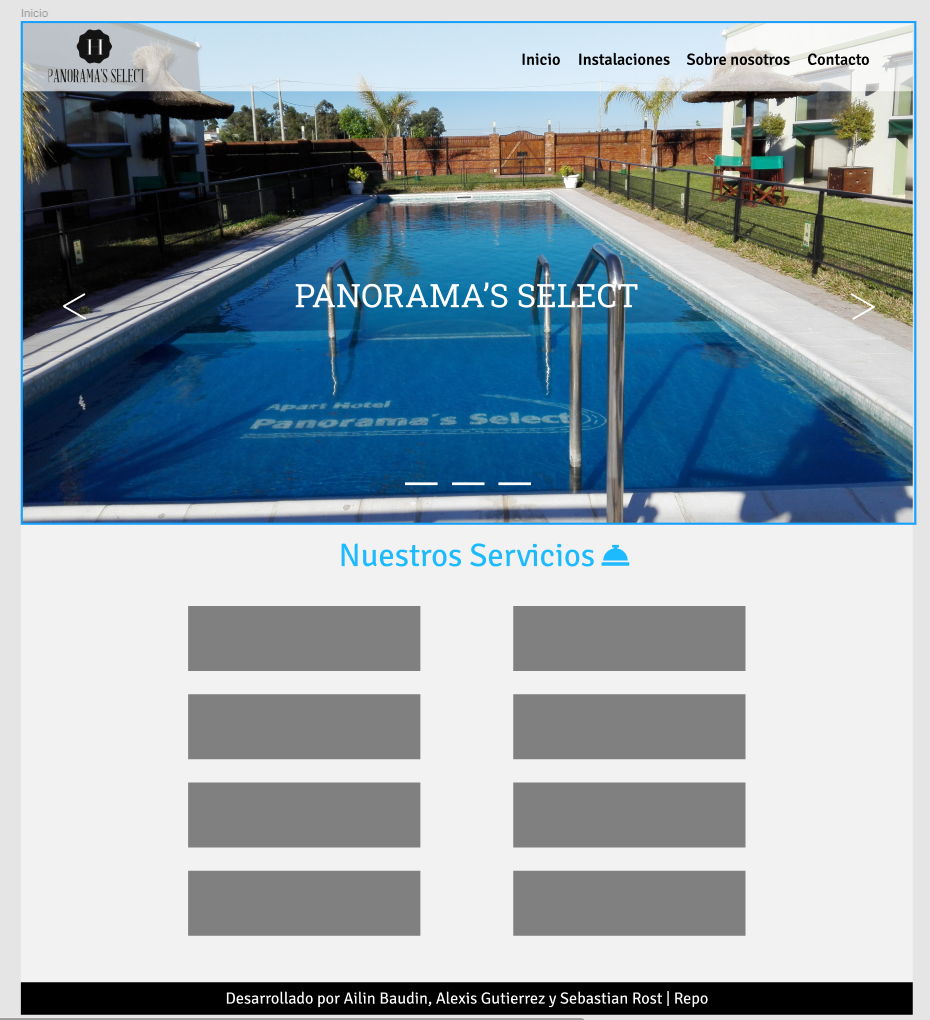 Inicio
H
PANORAMA'S SELECT
Inicio Instalaciones Sobre nosotros Contacto
PANORAMA’S SELECT
Apart Hotel
Panorama's Select
Nuestros Servicios
Desarrollado por Ailin Baudin, Alexis Gutierrez y Sebastian Rost | Repo